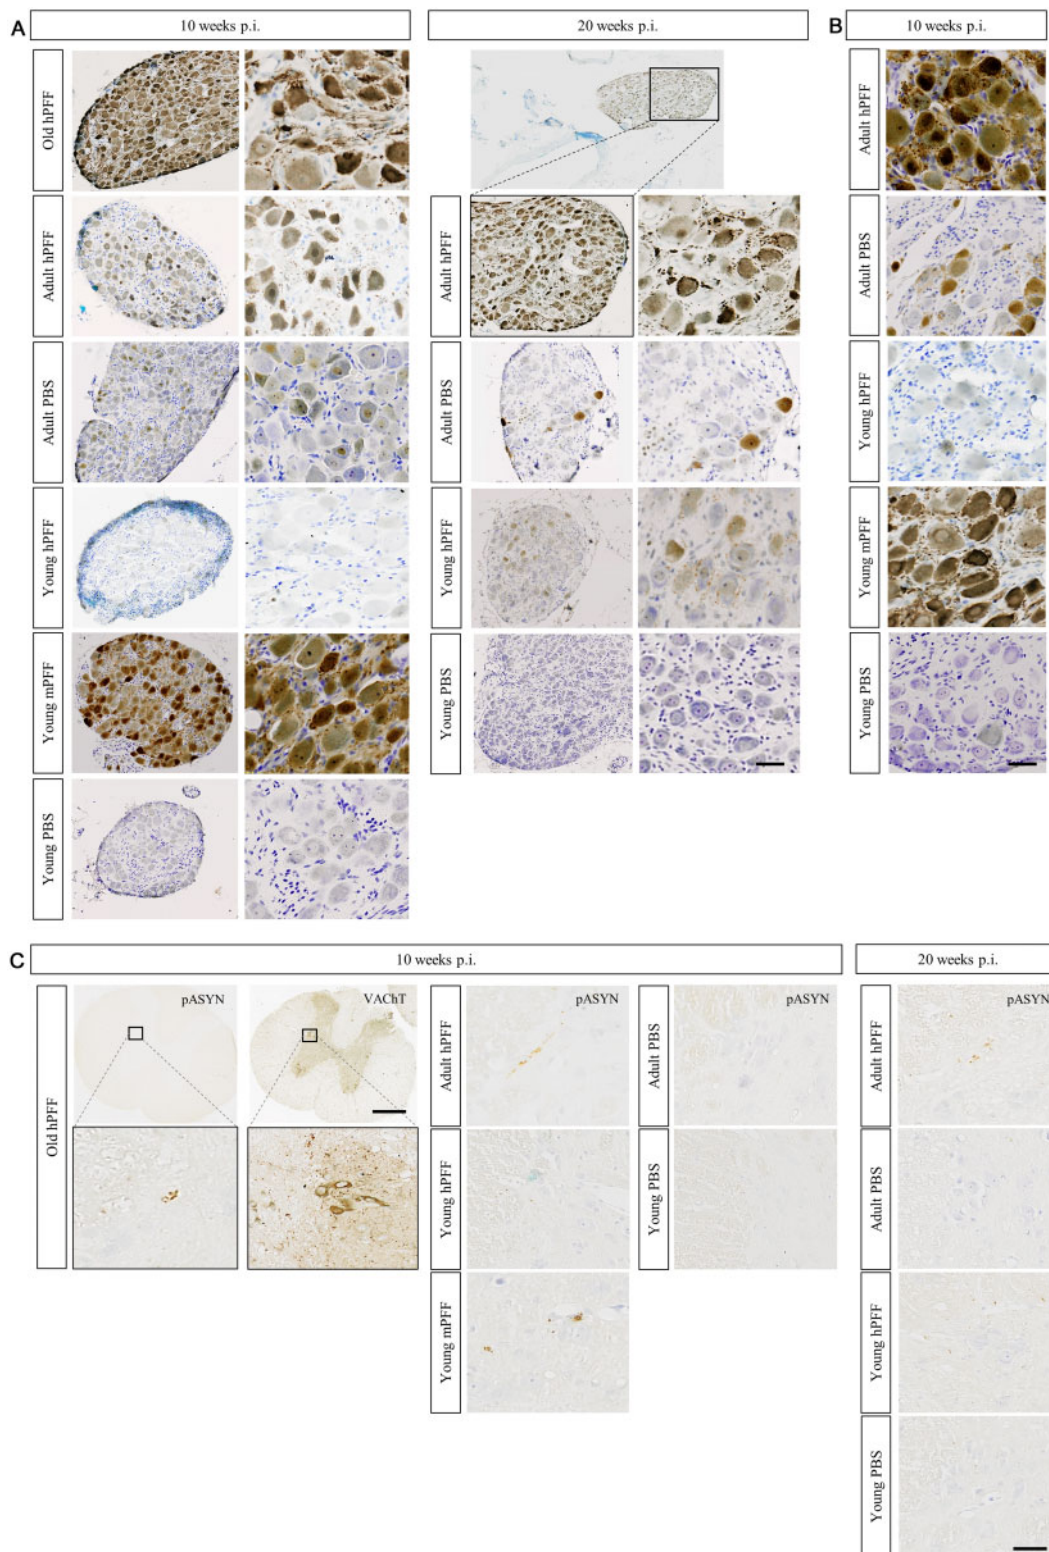 A
10 weeks p.i.
20 weeks p.i.
B
10 weeks p.i.
Old hPFF
Adult hPFF
Adult PBS
Young hPFF
Young mPFF
Young PBS
Adult hPFF
Adult PBS
Young hPFF
Young PBS
Adult hPFF
Adult PBS
Young hPFF
Young mPFF
Young PBS
C
10 weeks p.i.
20 weeks p.i.
Old hPFF
pASYN
VAChT
Adult hPFF
pASYN
Young hPFF
Young mPFF
Adult PBS
pASYN
Young PBS
Adult hPFF
pASYN
Adult PBS
Young hPFF
Young PBS